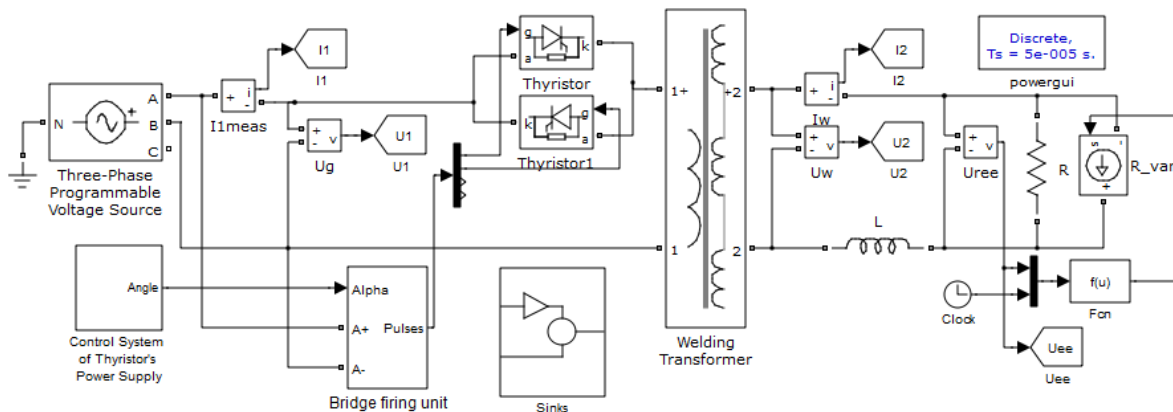 I1
I1
A
N
B
C
+
Three-Phase
Programmable
Voltage Source
+
-
i
I1meas
+
-
v
Ug
U1
U1
g
a
k
Thyristor
k
g
a
Thyristor1
1+
1
+2
2
Welding
Transformer
+
-
i
Iw
I2
I2
+
-
v
Uw
U2
U2
Discrete,
Ts = 5e-005 s.
powergui
+
-
v
Uree
R
s
-
+
R_var
L
Angle
Control System
of Thyristor's
Power Supply
Alpha
A+
A-
Pulses
Bridge firing unit
Sinks
Clock
f(u)
Fcn
Uee
Uee